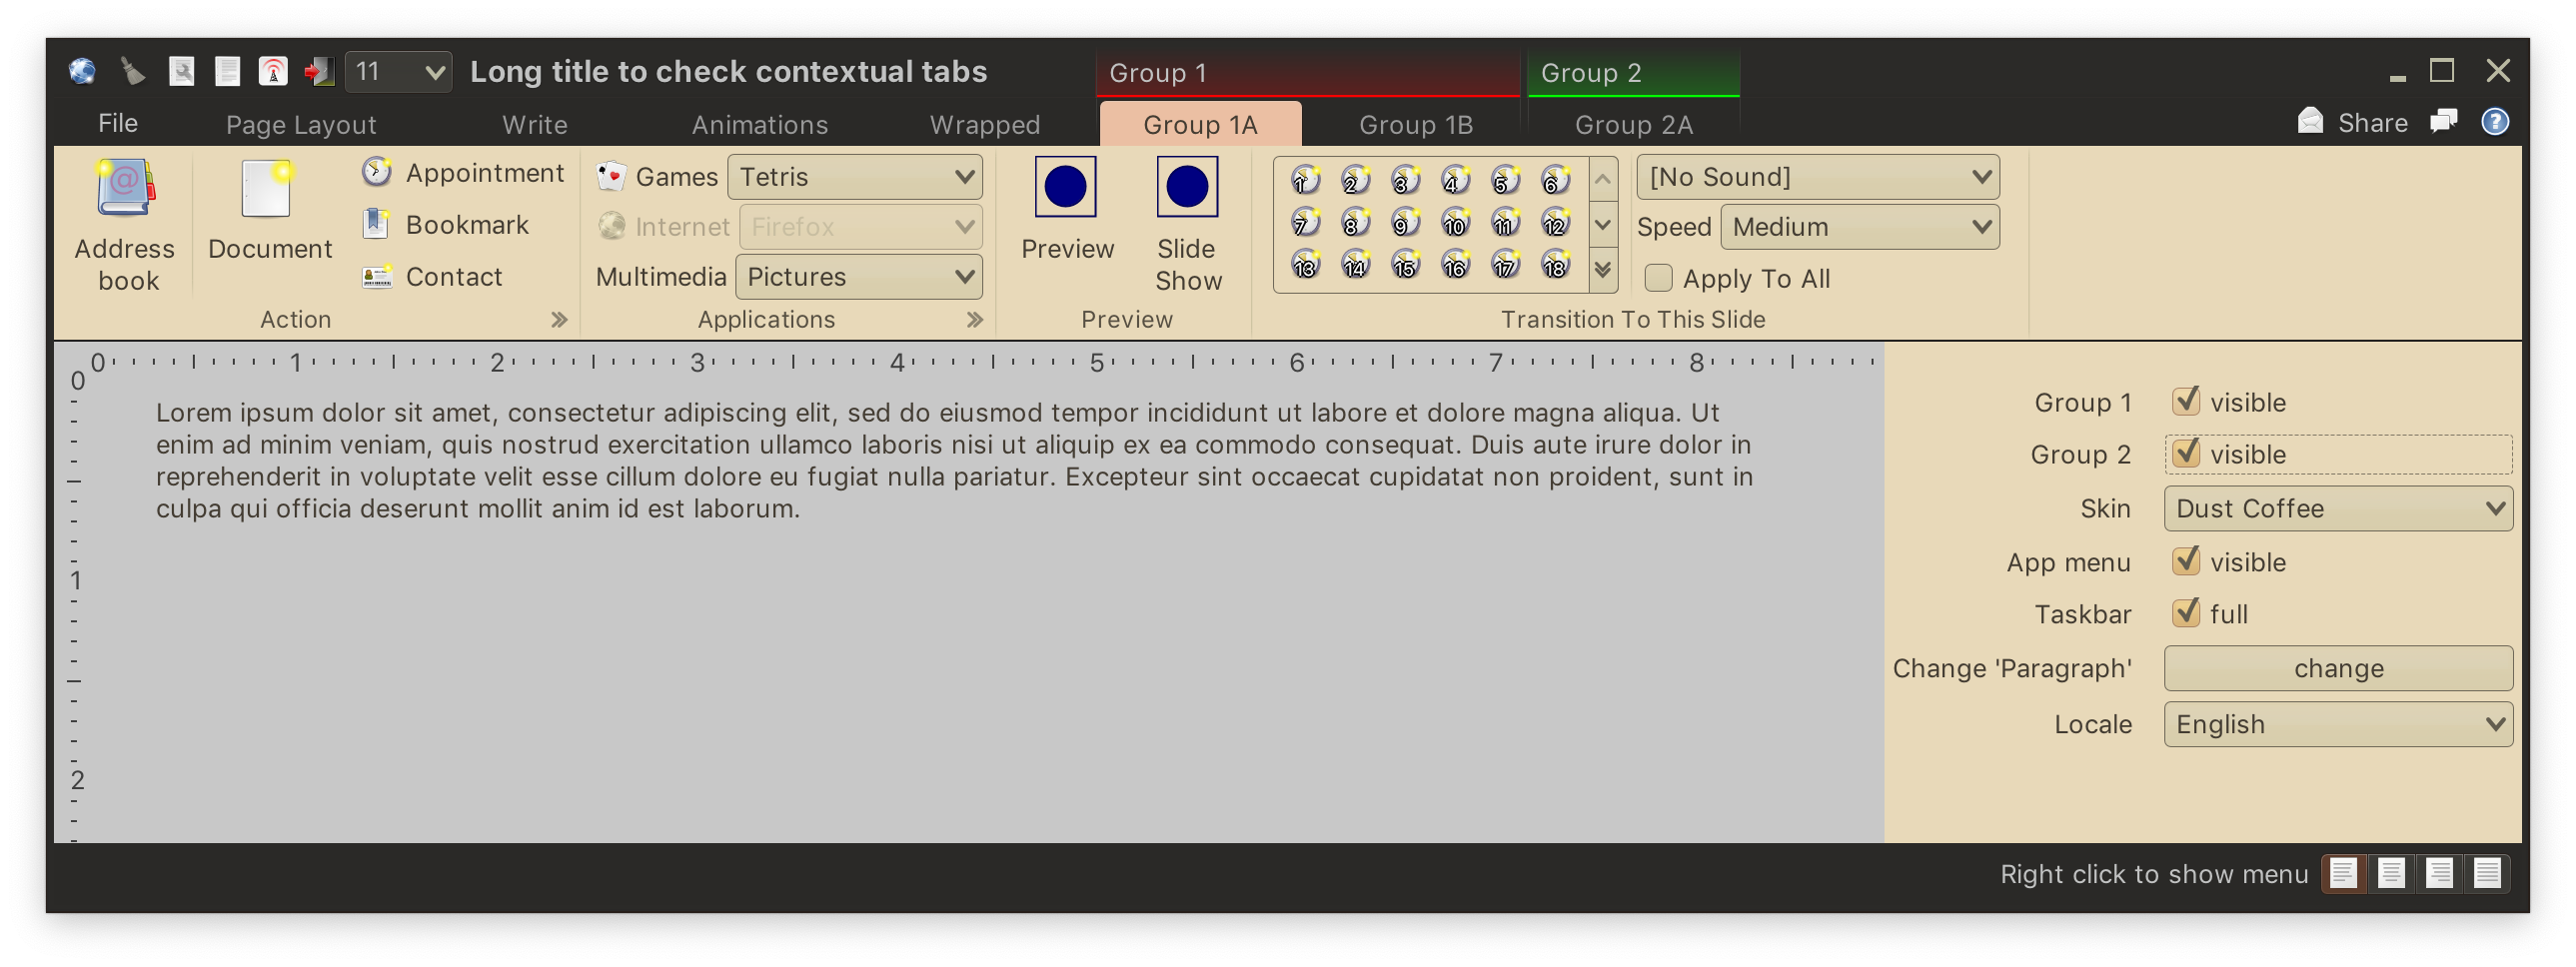 11 Long title to check contextual tabs Group 1 Group 2
File Page Layout Write Animations Wrapped Group 1A Group 1B Group 2A Share ?
@
Address
book
Document
Appointment
Bookmark
Contact
Action
Games Tetris
Internet Firefox
Multimedia Pictures
Applications
Preview
Slide
Show
Preview
1 2 3 4 5 6
7 8 9 10 11 12
13 14 15 16 17 18
[No Sound]
Speed Medium
Apply To All
Transition To This Slide
0 1 2 3 4 5 6 7 8
0
1
2
Lorem ipsum dolor sit amet, consectetur adipiscing elit, sed do eiusmod tempor incididunt ut labore et dolore magna aliqua. Ut
enim ad minim veniam, quis nostrud exercitation ullamco laboris nisi ut aliquip ex ea commodo consequat. Duis aute irure dolor in
reprehenderit in voluptate velit esse cillum dolore eu fugiat nulla pariatur. Excepteur sint occaecat cupidatat non proident, sunt in
culpa qui officia deserunt mollit anim id est laborum.
Group 1 visible
Group 2 visible
Skin Dust Coffee
App menu visible
Taskbar full
Change 'Paragraph' change
Locale English
Right click to show menu